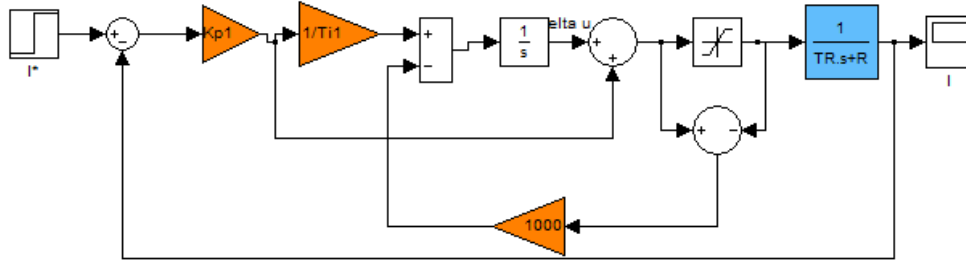 I*
Kp1
1/Ti1
+
−
1
s
elta u
+
+
1
TR.s+R
I
+
−
1000
−